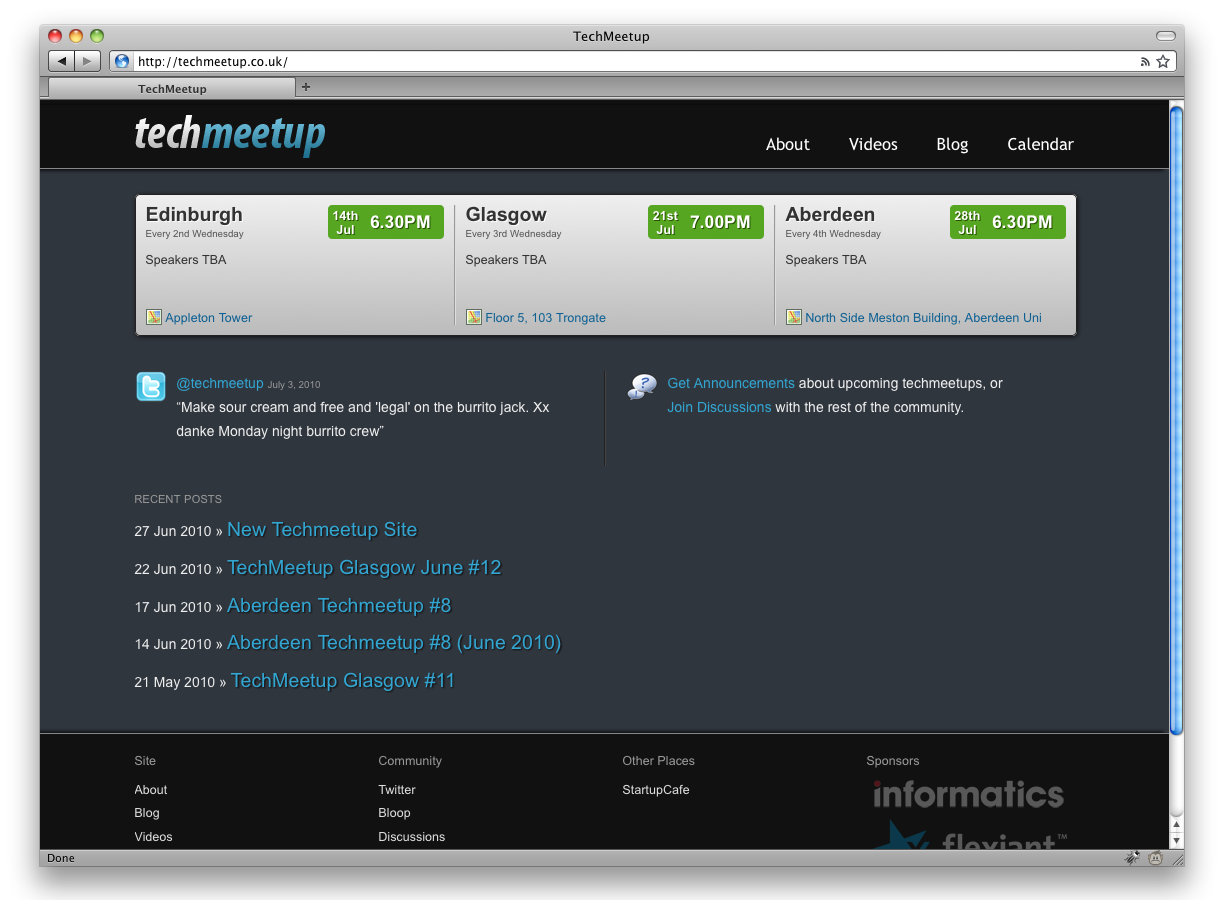 TechMeetup
http://techmeetup.co.uk/
TechMeetup
techmeetup
About Videos Blog Calendar
Edinburgh
Every 2nd Wednesday
14th Jul 6.30PM
Speakers TBA
Appleton Tower
Glasgow
Every 3rd Wednesday
21st Jul 7.00PM
Speakers TBA
Floor 5, 103 Trongate
Aberdeen
Every 4th Wednesday
28th Jul 6.30PM
Speakers TBA
North Side Meston Building, Aberdeen Uni
@techmeetup July 3, 2010
“Make sour cream and free and 'legal' on the burrito jack. Xx
danke Monday night burrito crew”
Get Announcements about upcoming techmeetups, or
Join Discussions with the rest of the community.
RECENT POSTS
27 Jun 2010 » New Techmeetup Site
22 Jun 2010 » TechMeetup Glasgow June #12
17 Jun 2010 » Aberdeen Techmeetup #8
14 Jun 2010 » Aberdeen Techmeetup #8 (June 2010)
21 May 2010 » TechMeetup Glasgow #11
Site
About
Blog
Videos
Community
Twitter
Bloop
Discussions
Other Places
StartupCafe
Sponsors
informatics
flexiant™
Done